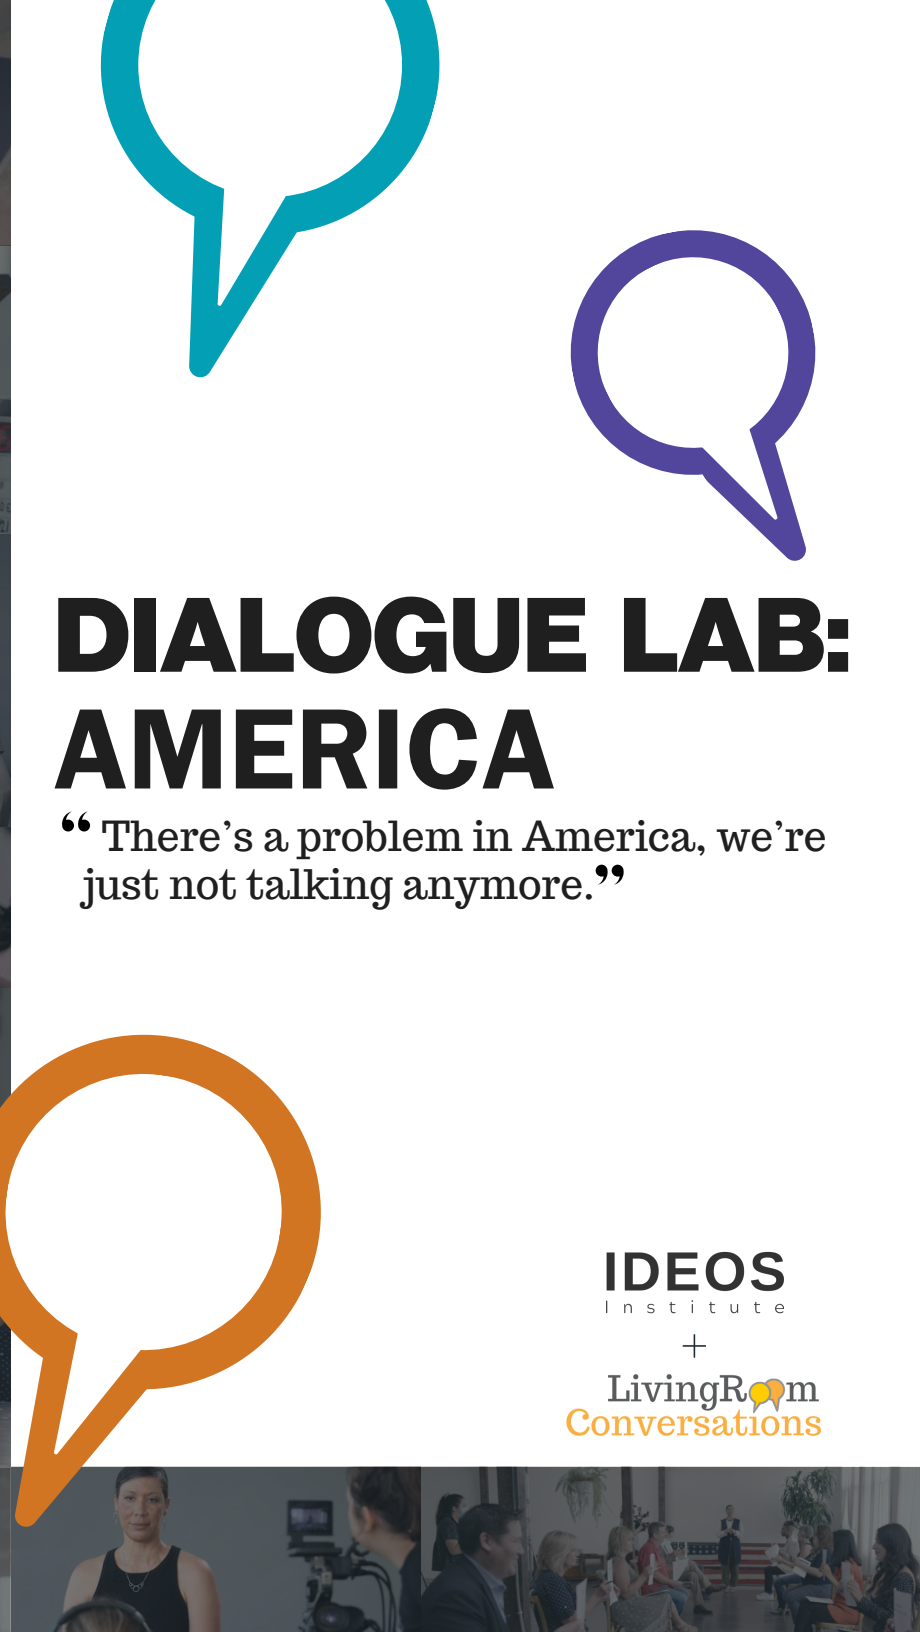 DIALOGUE LAB:
AMERICA
“There’s a problem in America, we’re
just not talking anymore.”
IDEOS
Institute
+
LivingRoom
Conversations